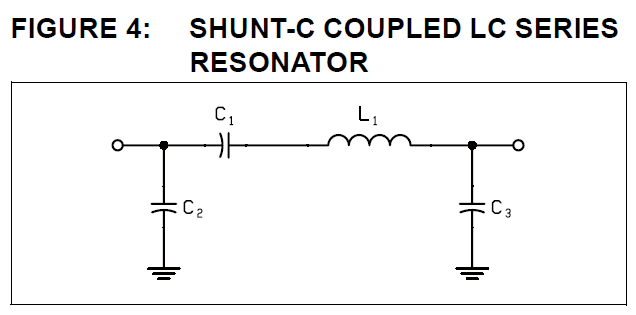 FIGURE 4: SHUNT-C COUPLED LC SERIES
RESONATOR
C1 L1
C2 C3